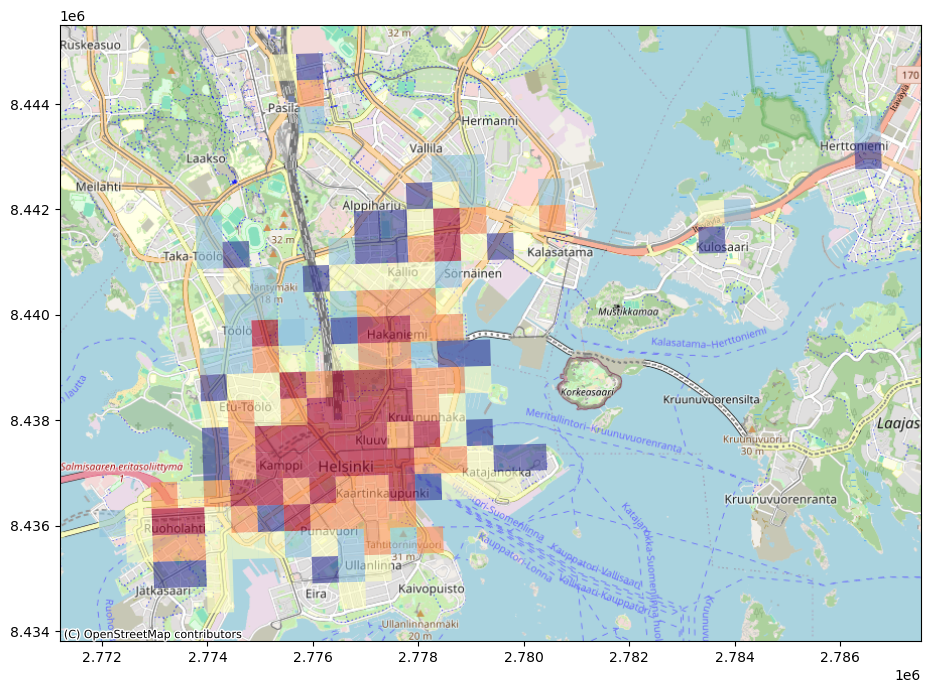 1e6
Ruskeasuo
32 m
8.444
Pasila
170
Itäväylä
Hermanni
Vallila
Herttoniemi
Laakso
Meilahti
8.442
Alppiharju
32 m
Kulosaari
Taka-Töölö
Kalasatama
Kallio
Sörnäinen
Mäntymäki
18 m
8.440
Mustikkamaa
Töölö
Hakaniemi
Kalasatama–Herttoniemi
Korkeasaari
Kruunuvuorensilta
Etu-Töölö
Kruununhaka
Meritullintori–Kruunuvuorenranta
8.438
Laajas
Kluuvi
Kruunuvuori
30 m
Salmisaaren eritasoliittymä
Kamppi
Helsinki
Katajanokka
Kaartinkaupunki
Kruunuvuorenranta
8.436
Ruoholahti
Punavuori
Tähtitorninvuori
31 m
Kauppatori-Lonna
Kauppatori-Vallisaari
Vallisaari-Kauppatori
Ullanlinna
Jätkäsaari
Eira
Kaivopuisto
Ullanlinnanmäki
20 m
8.434
(C) OpenStreetMap contributors
2.772 2.774 2.776 2.778 2.780 2.782 2.784 2.786
1e6